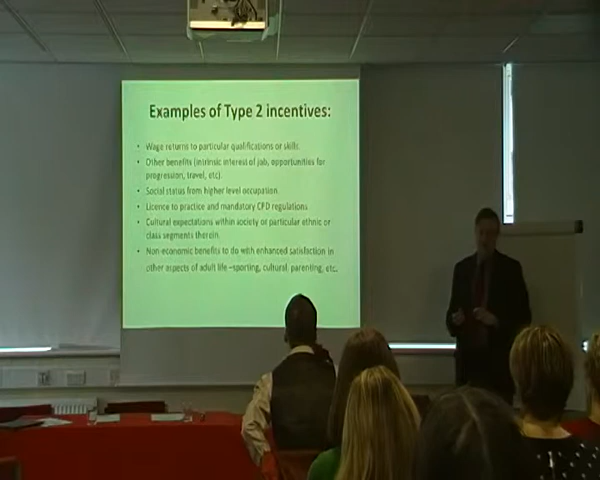 Examples of Type 2 incentives:
• Wage returns to particular qualifications or skills.
• Other benefits (intrinsic interest of job, opportunities for
progression, travel, etc).
• Social status from higher level occupation.
• Licence to practice and mandatory CPD regulations.
• Cultural expectations within society or particular ethnic or
class segments therein.
• Non-economic benefits to do with enhanced satisfaction in
other aspects of adult life –sporting, cultural, parenting, etc.